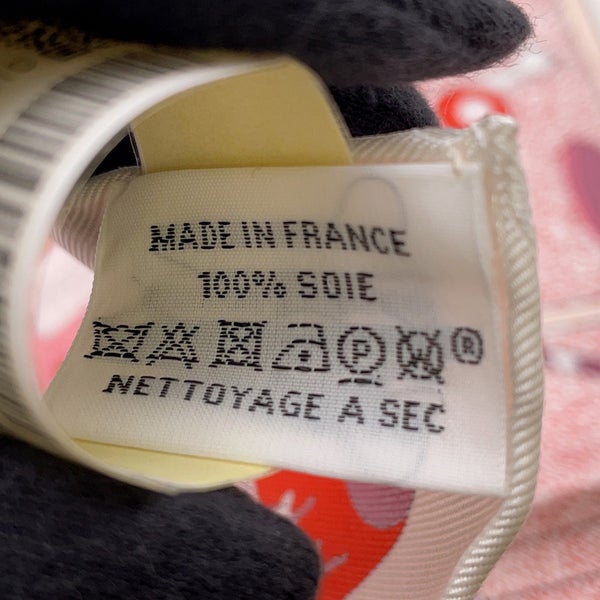 MADE IN FRANCE
100% SOIE
P ®
NETTOYAGE A SEC